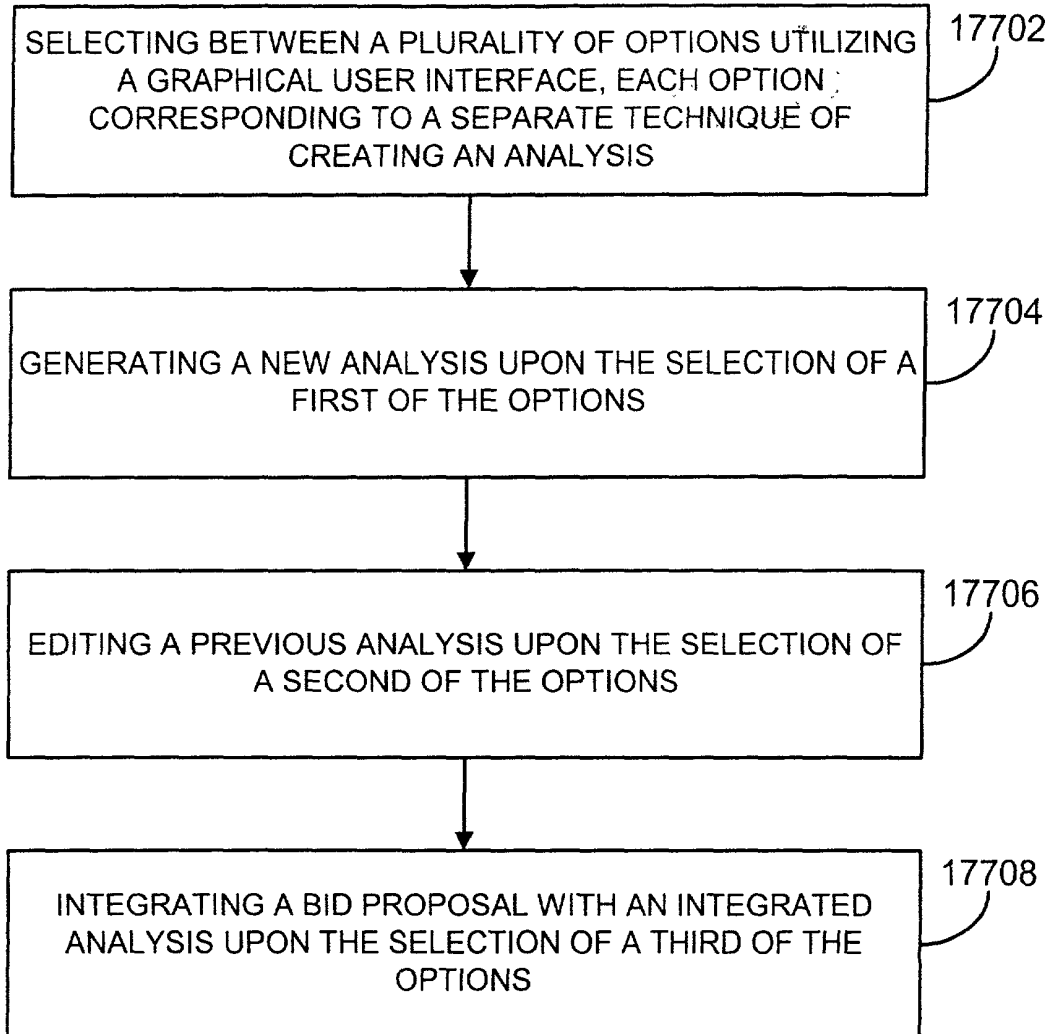 SELECTING BETWEEN A PLURALITY OF OPTIONS UTILIZING
A GRAPHICAL USER INTERFACE, EACH OPTION
CORRESPONDING TO A SEPARATE TECHNIQUE OF
CREATING AN ANALYSIS
17702
GENERATING A NEW ANALYSIS UPON THE SELECTION OF A
FIRST OF THE OPTIONS
17704
EDITING A PREVIOUS ANALYSIS UPON THE SELECTION OF
A SECOND OF THE OPTIONS
17706
INTEGRATING A BID PROPOSAL WITH AN INTEGRATED
ANALYSIS UPON THE SELECTION OF A THIRD OF THE
OPTIONS
17708